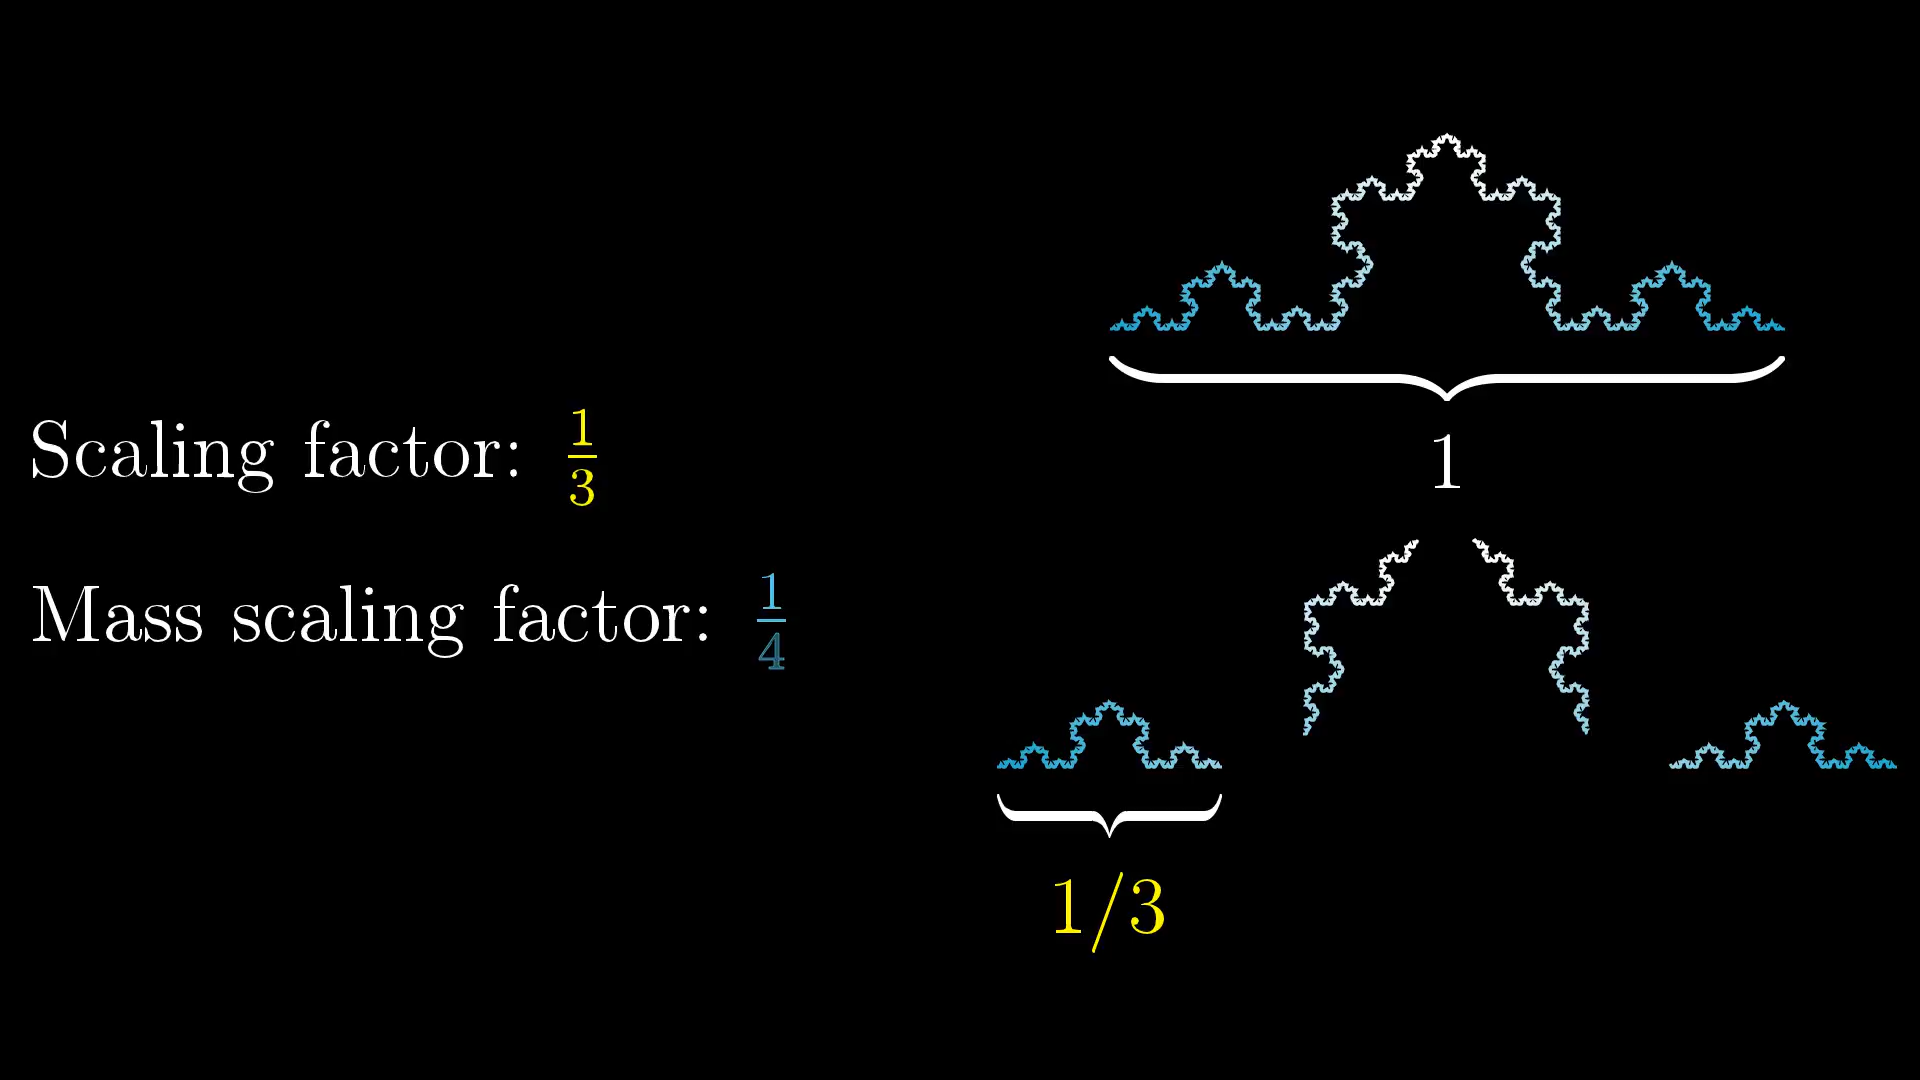 Scaling factor: 1/3
Mass scaling factor: 1/4
1
1/3